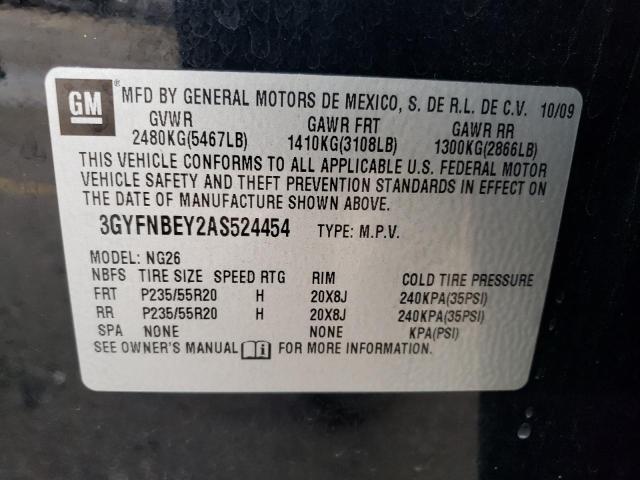 GM ® MFD BY GENERAL MOTORS DE MEXICO, S. DE R.L. DE C.V. 10/09
GVWR GAWR FRT GAWR RR
2480KG(5467LB) 1410KG(3108LB) 1300KG(2866LB)
THIS VEHICLE CONFORMS TO ALL APPLICABLE U.S. FEDERAL MOTOR
VEHICLE SAFETY AND THEFT PREVENTION STANDARDS IN EFFECT ON
THE DATE OF MANUFACTURE SHOWN ABOVE.
3GYFNBEY2AS524454 TYPE: M.P.V.
MODEL: NG26
NBFS TIRE SIZE SPEED RTG RIM COLD TIRE PRESSURE
FRT P235/55R20 H 20X8J 240KPA(35PSI)
RR P235/55R20 H 20X8J 240KPA(35PSI)
SPA NONE NONE KPA(PSI)
SEE OWNER'S MANUAL FOR MORE INFORMATION.